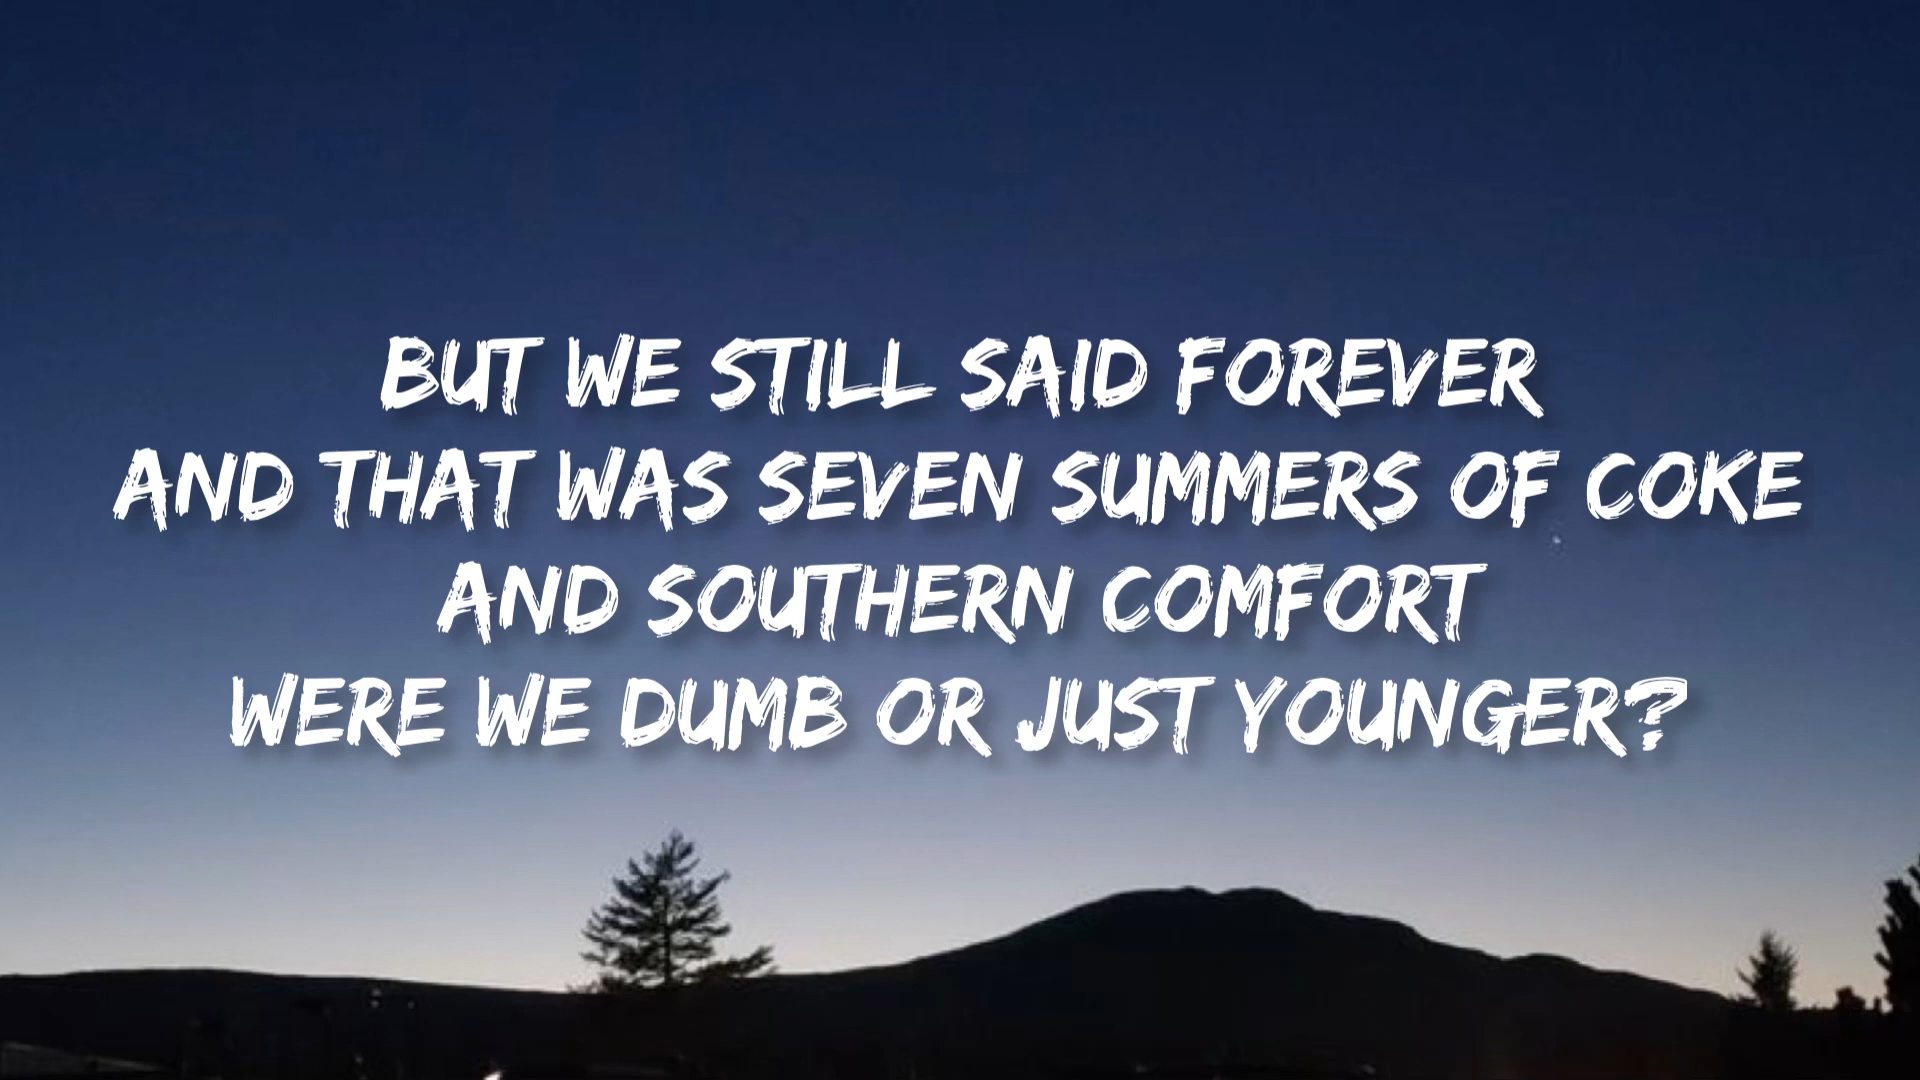 BUT WE STILL SAID FOREVER
AND THAT WAS SEVEN SUMMERS OF COKE
AND SOUTHERN COMFORT
WERE WE DUMB OR JUST YOUNGER?